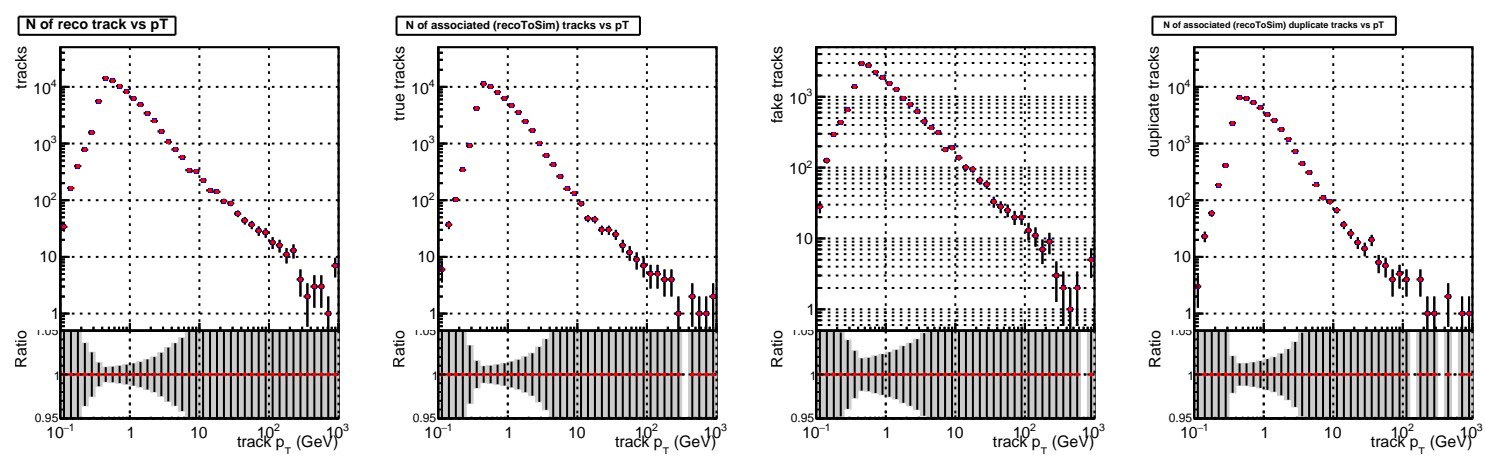 N of reco track vs pT
tracks
10^4
10^3
10^2
10
1
Ratio
1.05
1
0.95
10^-1 1 10 10^2 10^3
track p_T (GeV)
N of associated (recoToSim) tracks vs pT
true tracks
10^4
10^3
10^2
10
1
Ratio
1.05
1
0.95
10^-1 1 10 10^2 10^3
track p_T (GeV)
fake tracks
10^3
10^2
10
1
Ratio
1.05
1
0.95
10^-1 1 10 10^2 10^3
track p_T (GeV)
N of associated (recoToSim) duplicate tracks vs pT
duplicate tracks
10^4
10^3
10^2
10
1
Ratio
1.05
1
0.95
10^-1 1 10 10^2 10^3
track p_T (GeV)